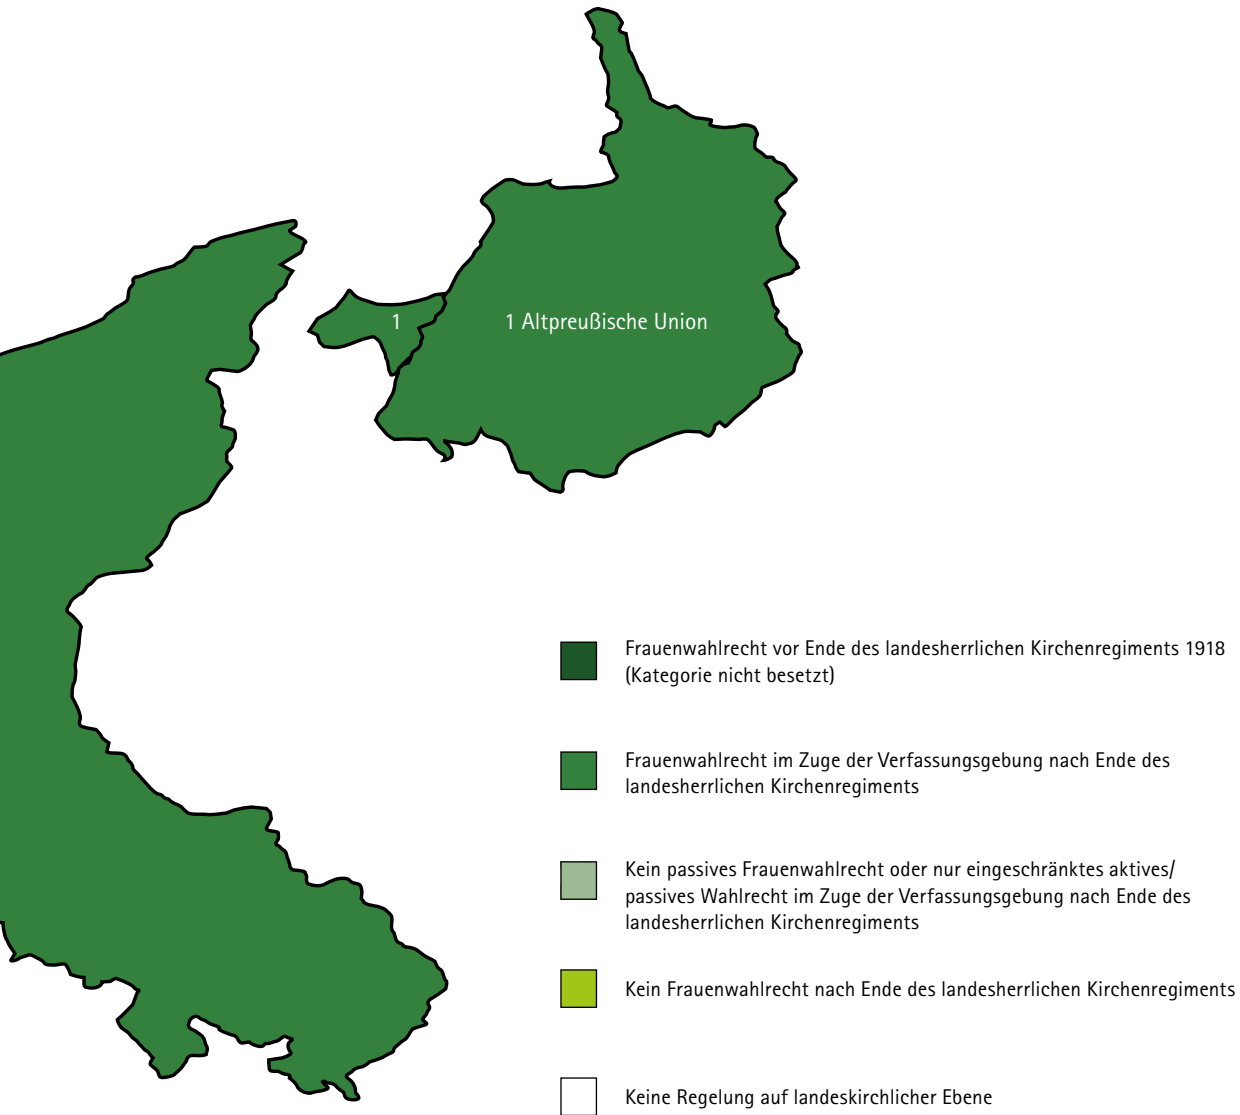 1
1 Altpreußische Union
Frauenwahlrecht vor Ende des landesherrlichen Kirchenregiments 1918
(Kategorie nicht besetzt)
Frauenwahlrecht im Zuge der Verfassungsgebung nach Ende des
landesherrlichen Kirchenregiments
Kein passives Frauenwahlrecht oder nur eingeschränktes aktives/
passives Wahlrecht im Zuge der Verfassungsgebung nach Ende des
landesherrlichen Kirchenregiments
Kein Frauenwahlrecht nach Ende des landesherrlichen Kirchenregiments
Keine Regelung auf landeskirchlicher Ebene